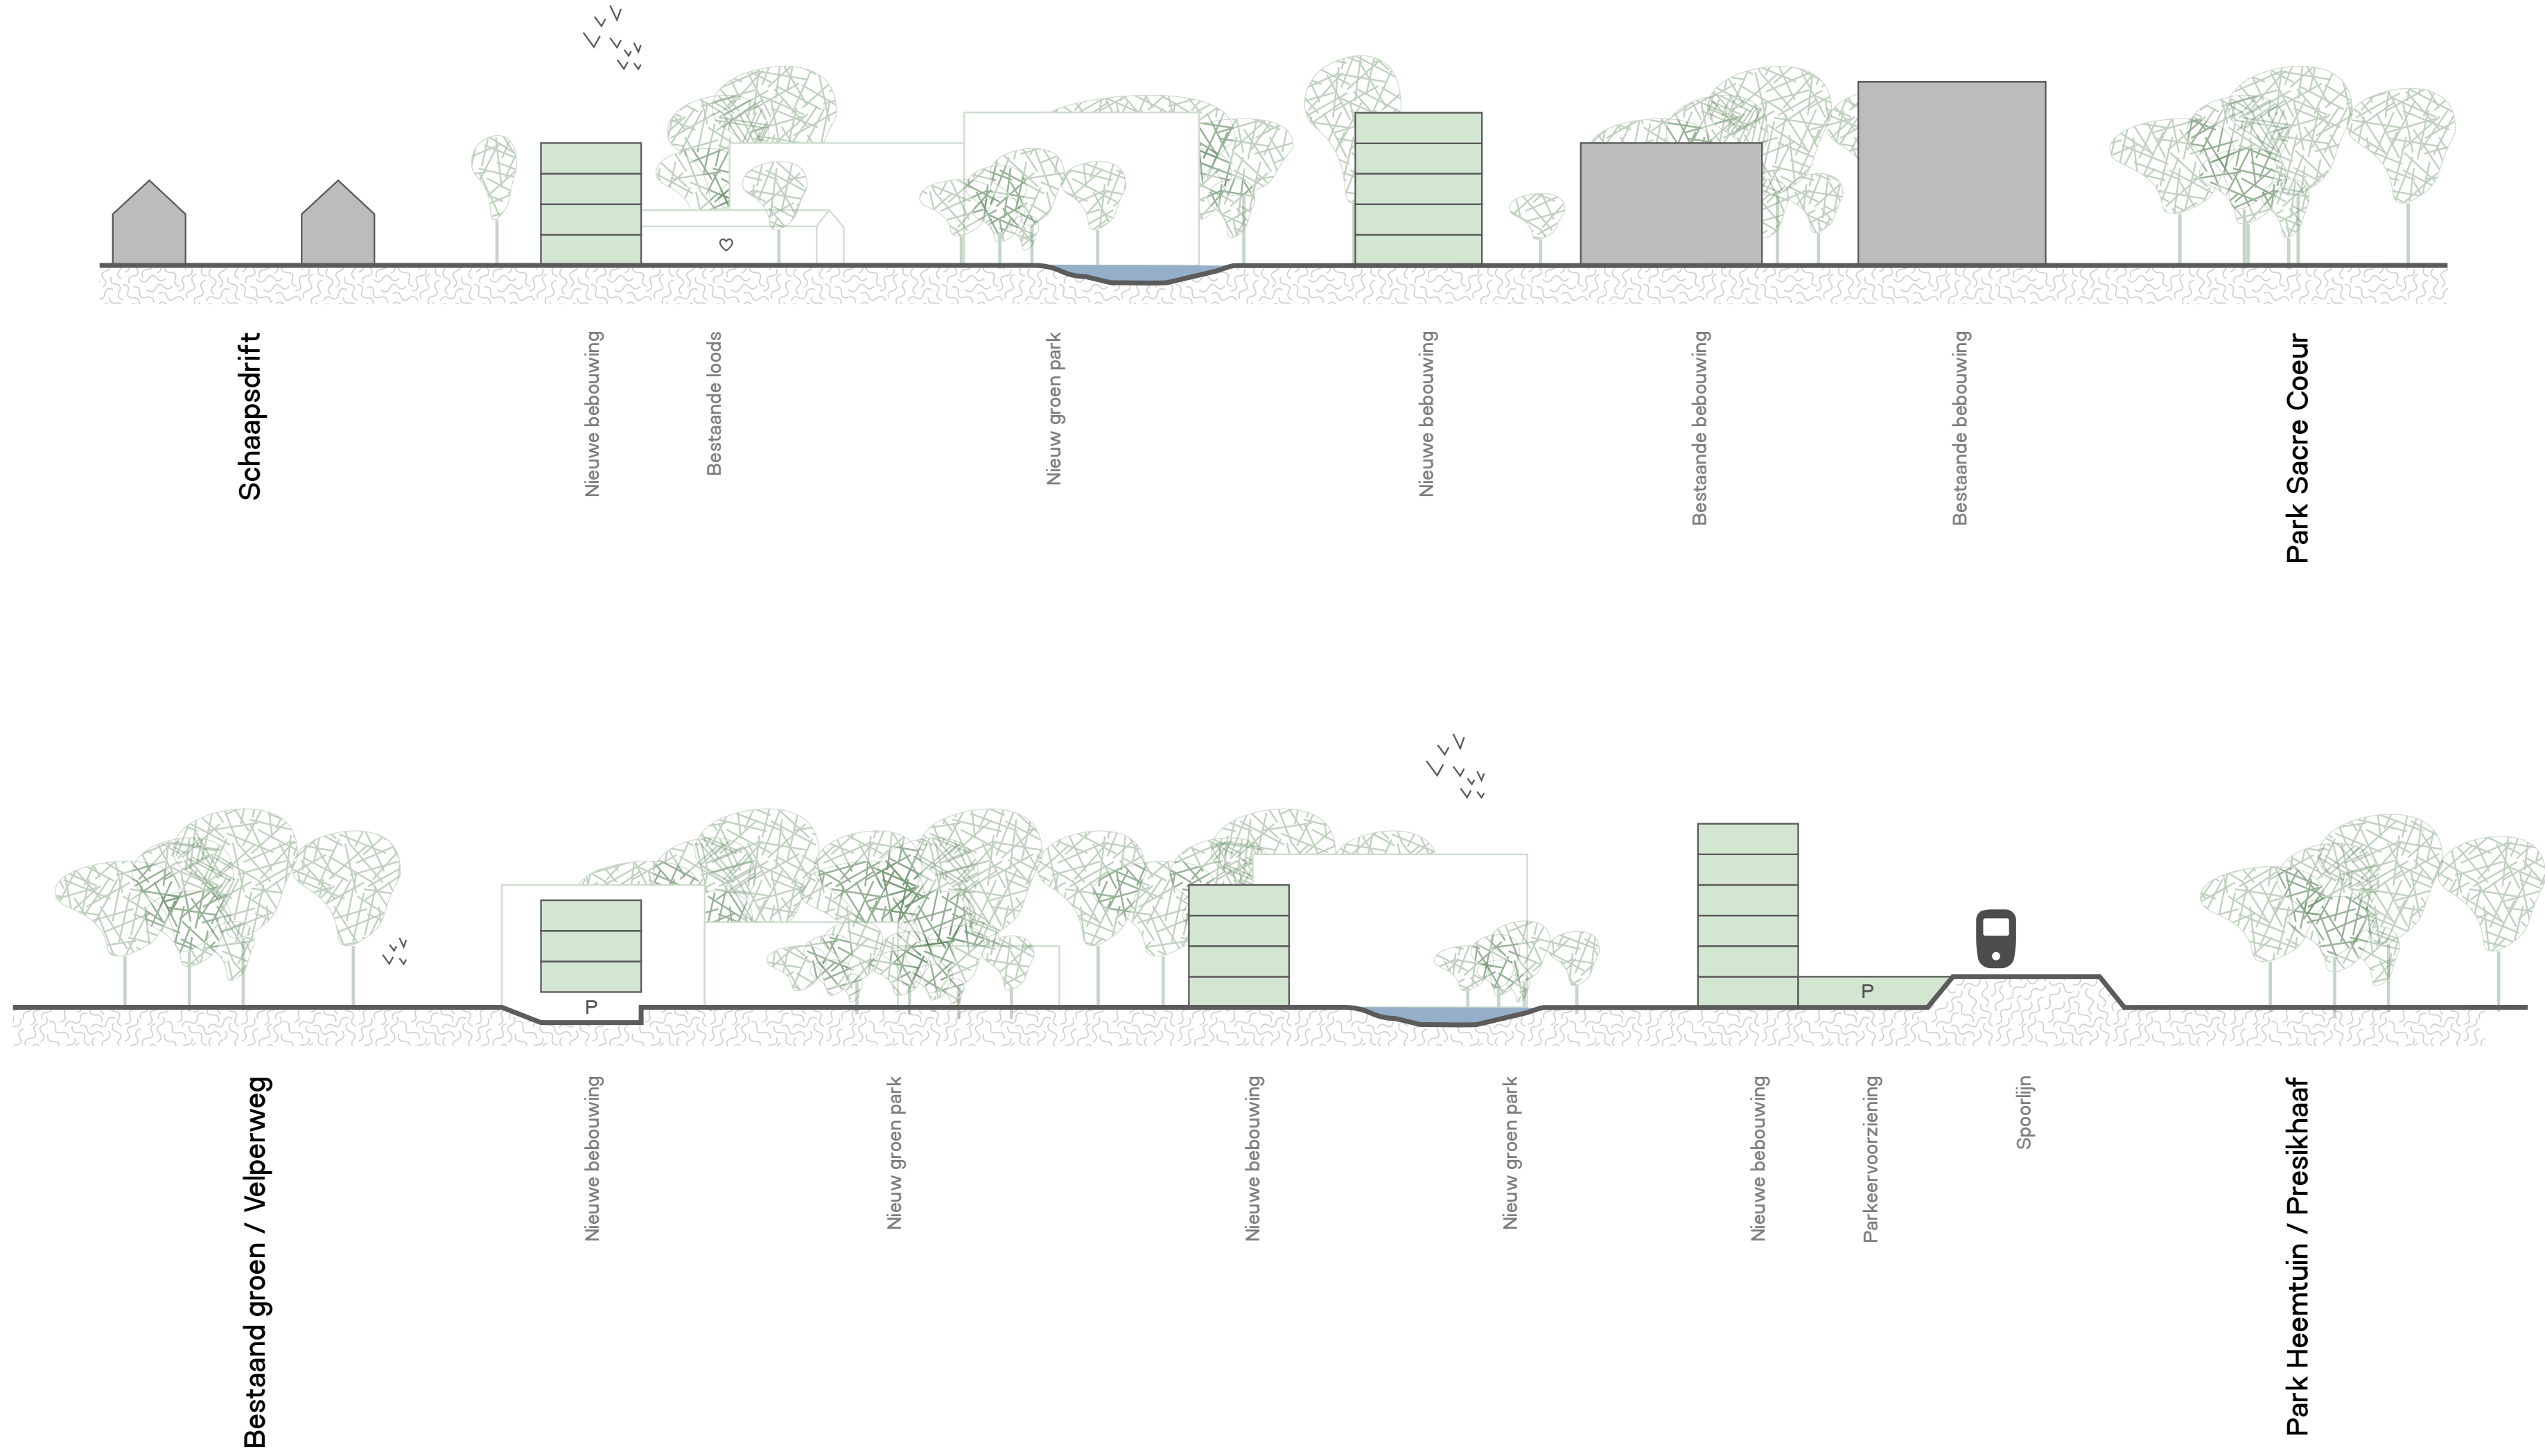 Schaapsdrift
Nieuwe bebouwing
Bestaande loods
Nieuw groen park
Nieuwe bebouwing
Bestaande bebouwing
Bestaande bebouwing
Park Sacre Coeur
P
P
Bestaand groen / Velperweg
Nieuwe bebouwing
Nieuw groen park
Nieuwe bebouwing
Nieuw groen park
Nieuwe bebouwing
Parkeervoorziening
Spoorlijn
Park Heemtuin / Presikhaaf